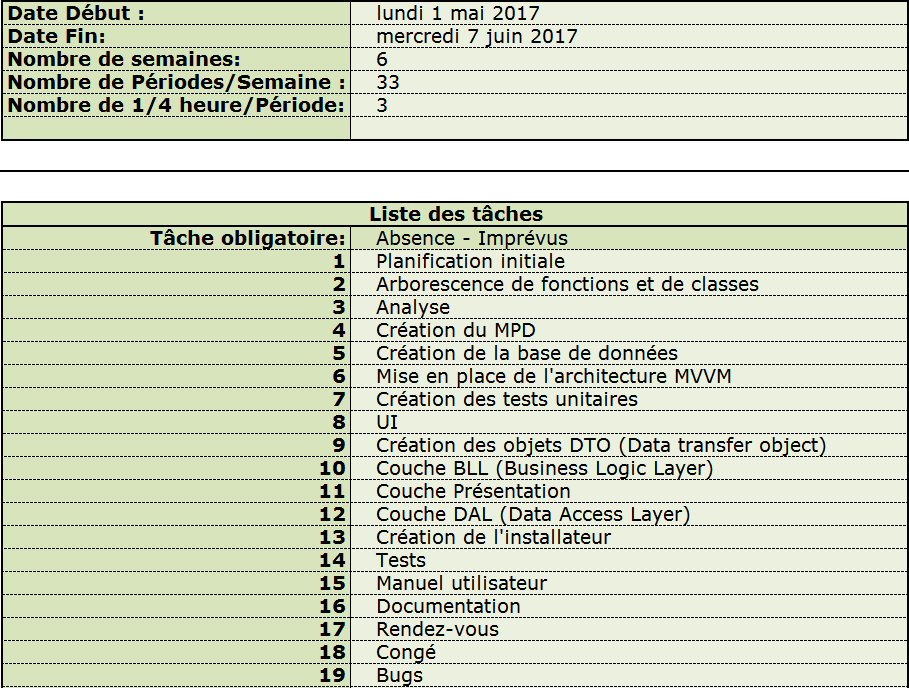 Date Début : lundi 1 mai 2017
Date Fin: mercredi 7 juin 2017
Nombre de semaines: 6
Nombre de Périodes/Semaine : 33
Nombre de 1/4 heure/Période: 3
Liste des tâches
Tâche obligatoire: Absence - Imprévus
1 Planification initiale
2 Arborescence de fonctions et de classes
3 Analyse
4 Création du MPD
5 Création de la base de données
6 Mise en place de l'architecture MVVM
7 Création des tests unitaires
8 UI
9 Création des objets DTO (Data transfer object)
10 Couche BLL (Business Logic Layer)
11 Couche Présentation
12 Couche DAL (Data Access Layer)
13 Création de l'installateur
14 Tests
15 Manuel utilisateur
16 Documentation
17 Rendez-vous
18 Congé
19 Bugs